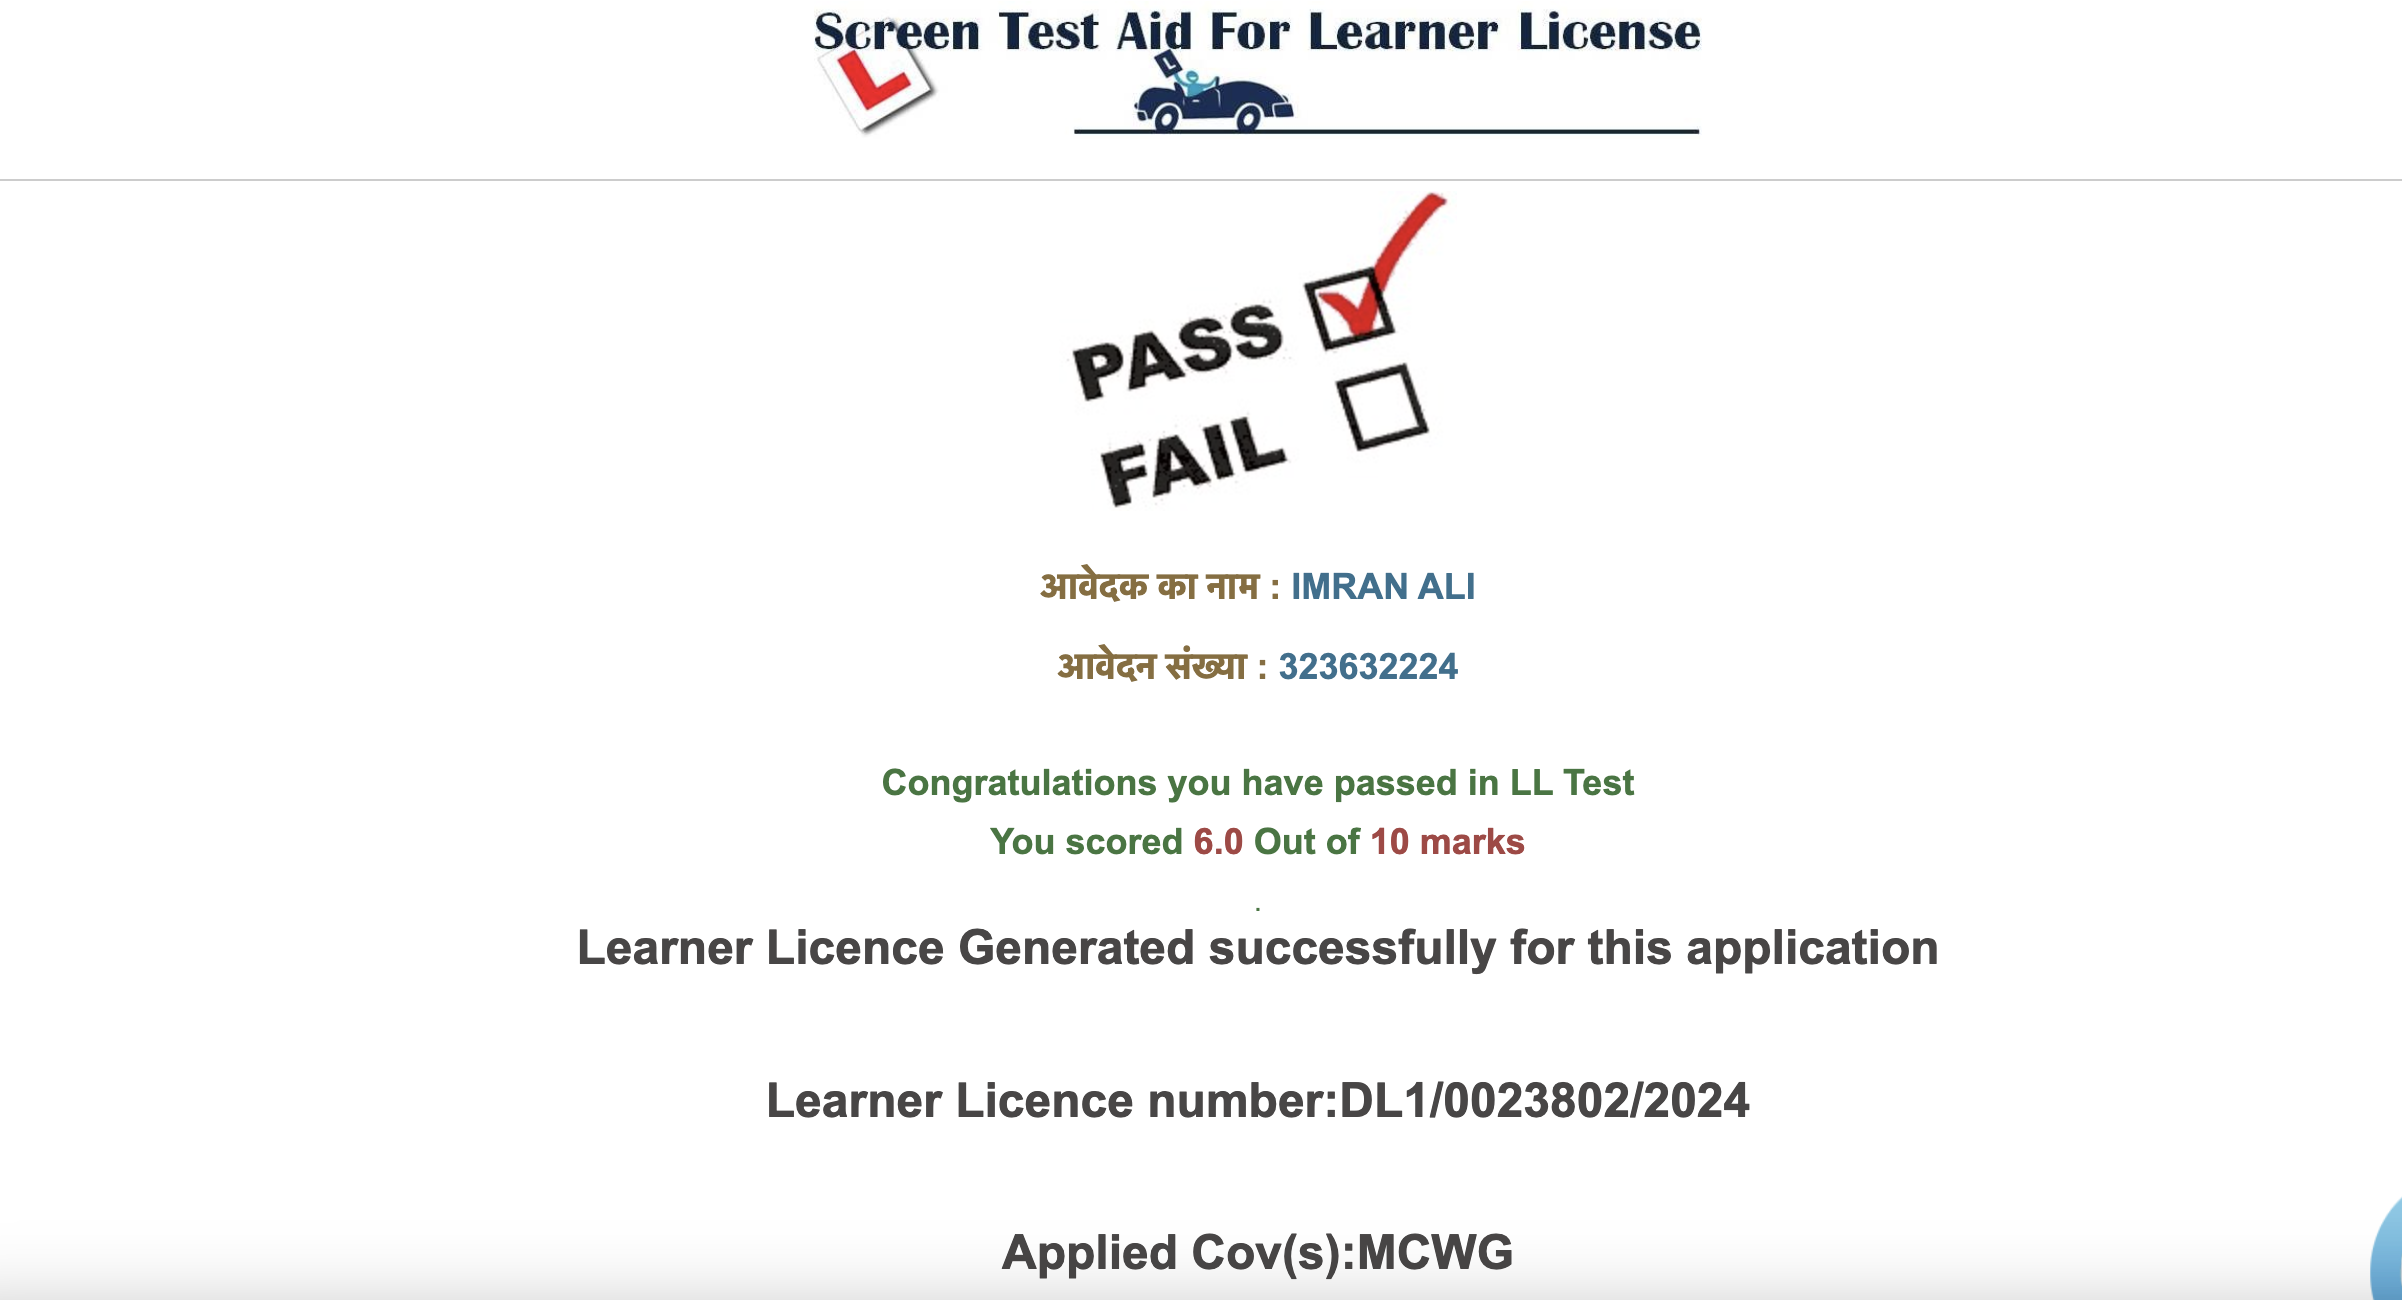 Screen Test Aid For Learner License
L
L
PASS
FAIL
आवेदक का नाम : IMRAN ALI
आवेदन संख्या : 323632224
Congratulations you have passed in LL Test
You scored 6.0 Out of 10 marks
.
Learner Licence Generated successfully for this application
Learner Licence number:DL1/0023802/2024
Applied Cov(s):MCWG